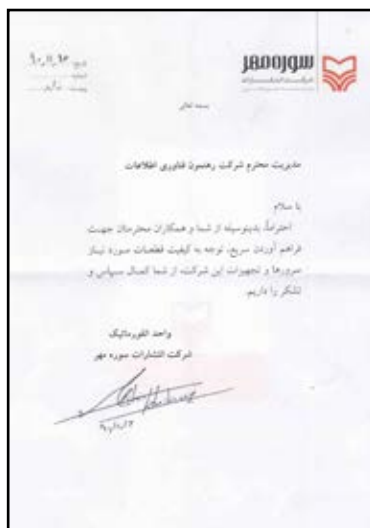 سوره مهر
بسمه تعالی
مدیریت محترم شرکت رهنمون فناوری اطلاعات
با سلام
احتراماً، بدینوسیله از شما و همکاران محترمتان جهت
فراهم آوردن سریع، توجه به کیفیت قطعات مورد نیاز
سرورها و تجهیزات این شرکت، از شما کمال سپاس و
تشکر را داریم.
واحد انفورماتیک
شرکت انتشارات سوره مهر